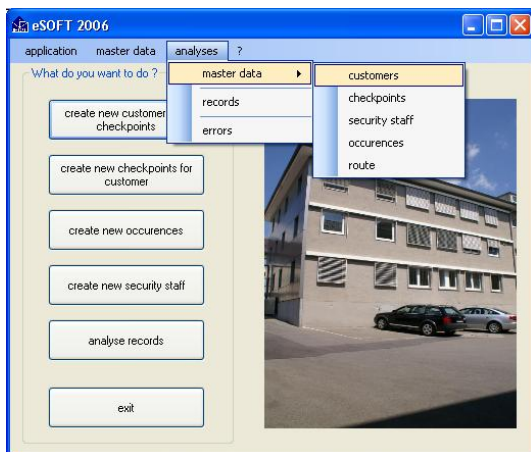 eSOFT 2006
application master data analyses ?
What do you want to do ?
master data
records
errors
customers
checkpoints
security staff
occurences
route
create new customer
checkpoints
create new checkpoints for
customer
create new occurences
create new security staff
analyse records
exit